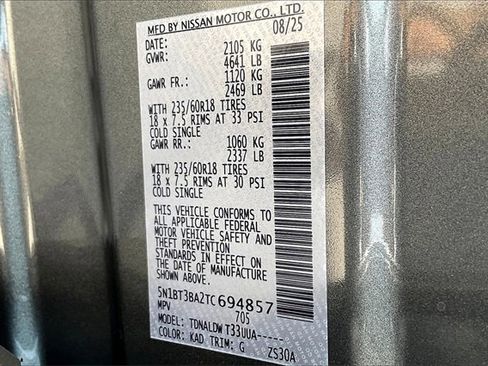 MFD BY NISSAN MOTOR CO., LTD.
DATE: 08/25
GVWR: 2105 KG
4641 LB
GAWR FR.: 1120 KG
2469 LB
WITH 235/60R18 TIRES
18 x 7.5 RIMS AT 33 PSI
COLD SINGLE
GAWR RR.: 1060 KG
2337 LB
WITH 235/60R18 TIRES
18 x 7.5 RIMS AT 30 PSI
COLD SINGLE
THIS VEHICLE CONFORMS TO
ALL APPLICABLE FEDERAL
MOTOR VEHICLE SAFETY AND
THEFT PREVENTION
STANDARDS IN EFFECT ON
THE DATE OF MANUFACTURE
SHOWN ABOVE.
5N1BT3BA2TC694857
MPV 705
MODEL: TDNALDW T33UUA-----
COLOR: KAD TRIM: G ZS30A